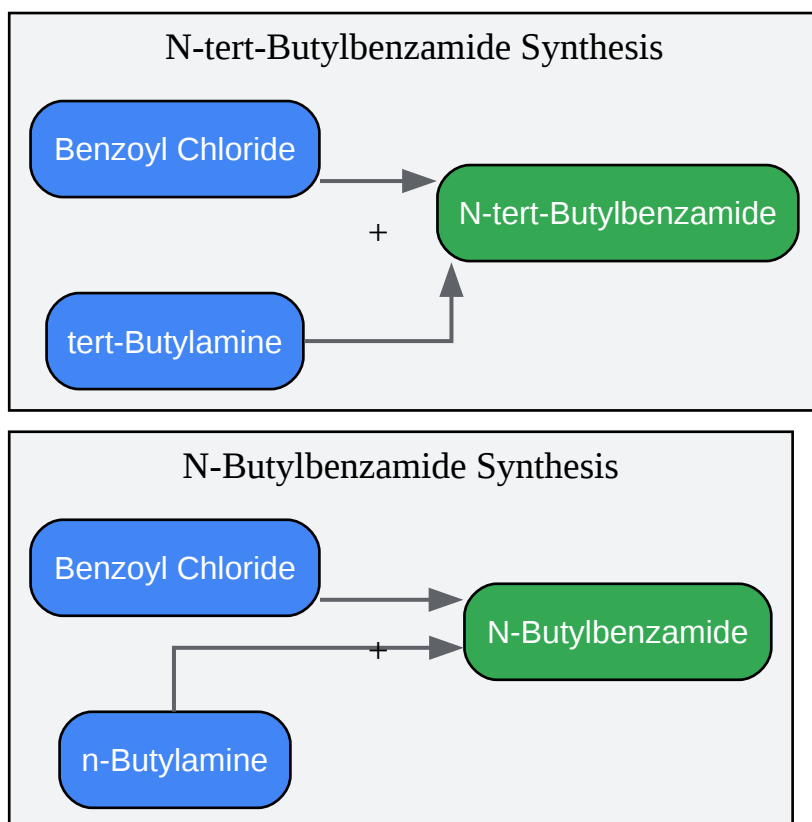 N-tert-Butylbenzamide Synthesis
Benzoyl Chloride
N-tert-Butylbenzamide
+
tert-Butylamine
N-Butylbenzamide Synthesis
Benzoyl Chloride
N-Butylbenzamide
+
n-Butylamine